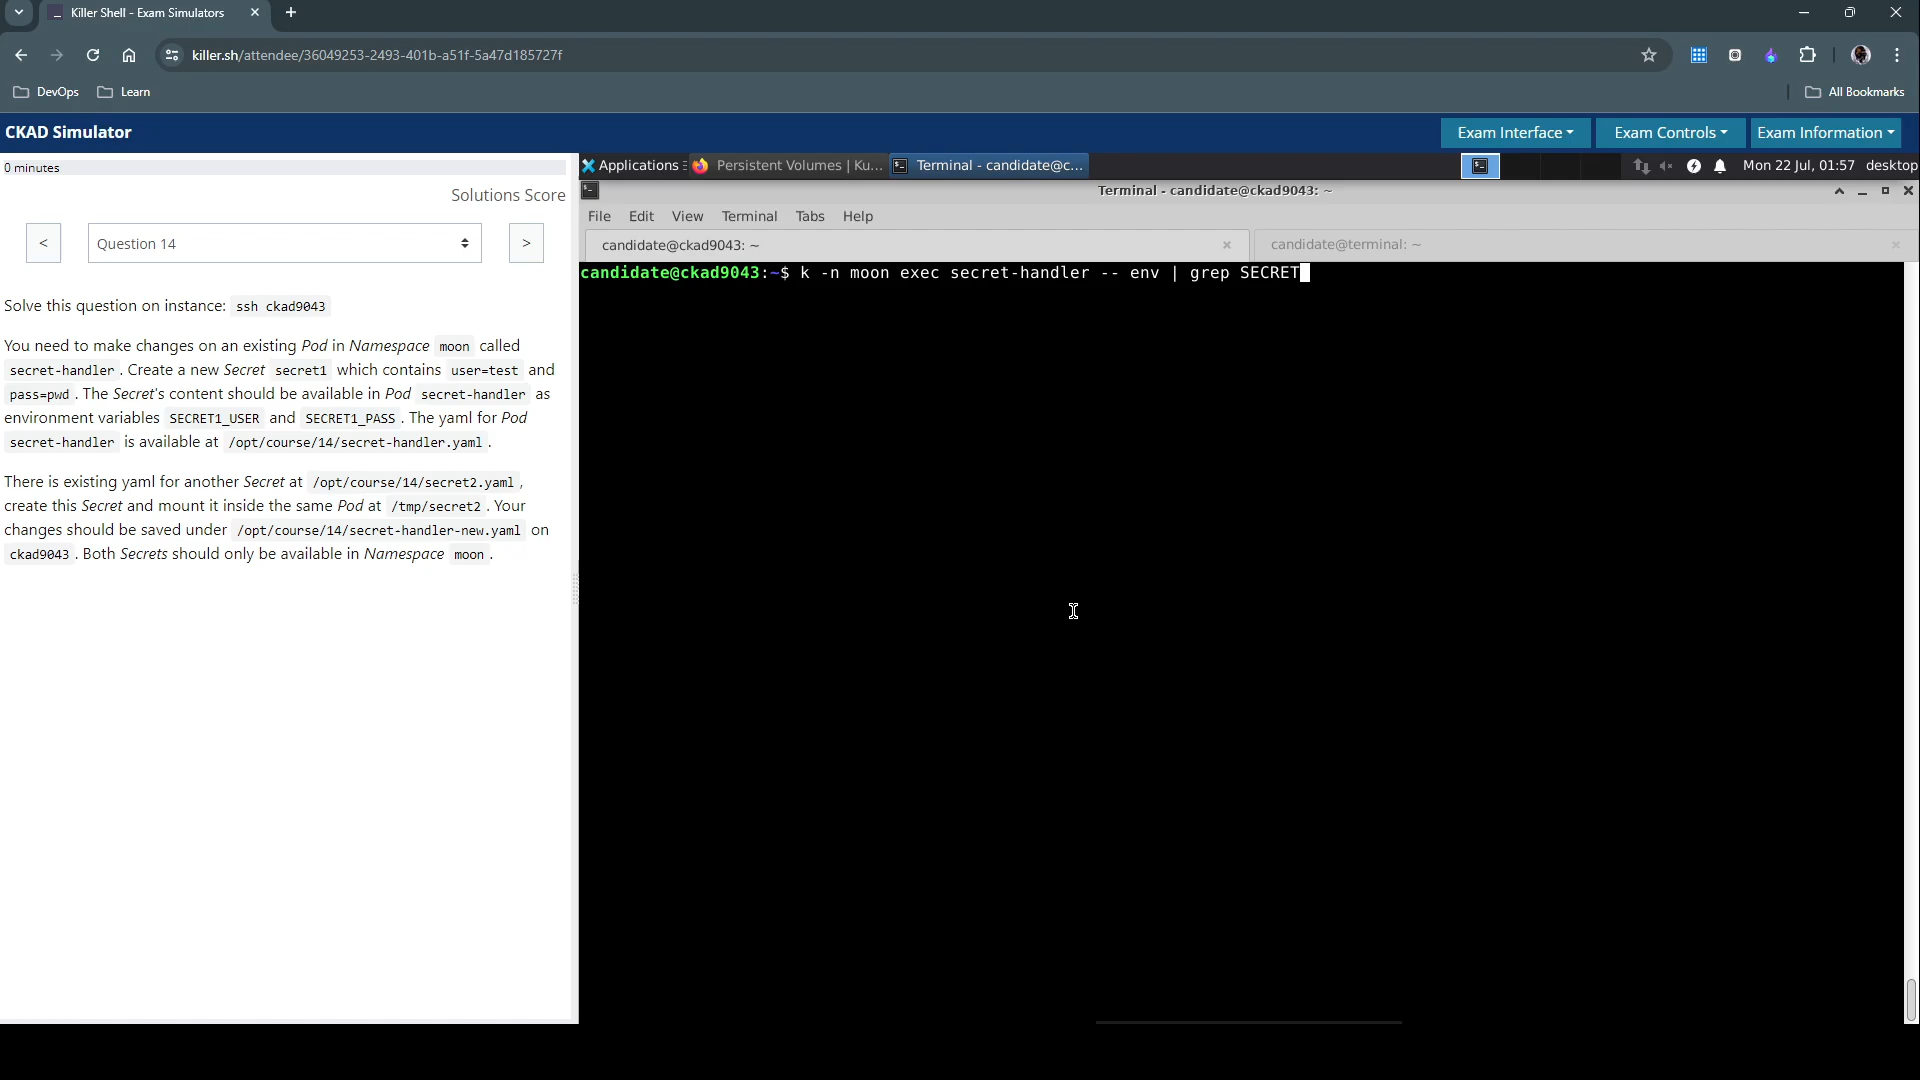 Killer Shell - Exam Simulators
killer.sh/attendee/36049253-2493-401b-a51f-5a47d185727f
DevOps Learn All Bookmarks
CKAD Simulator Exam Interface Exam Controls Exam Information
0 minutes
Solutions Score
< Question 14 >
Solve this question on instance: ssh ckad9043
You need to make changes on an existing Pod in Namespace moon called
secret-handler. Create a new Secret secret1 which contains user=test and
pass=pwd. The Secret's content should be available in Pod secret-handler as
environment variables SECRET1_USER and SECRET1_PASS. The yaml for Pod
secret-handler is available at /opt/course/14/secret-handler.yaml.
There is existing yaml for another Secret at /opt/course/14/secret2.yaml,
create this Secret and mount it inside the same Pod at /tmp/secret2. Your
changes should be saved under /opt/course/14/secret-handler-new.yaml on
ckad9043. Both Secrets should only be available in Namespace moon.
Applications Persistent Volumes | Ku... Terminal - candidate@c... Mon 22 Jul, 01:57 desktop
Terminal - candidate@ckad9043: ~
File Edit View Terminal Tabs Help
candidate@ckad9043: ~ candidate@terminal: ~
candidate@ckad9043:~$ k -n moon exec secret-handler -- env | grep SECRET